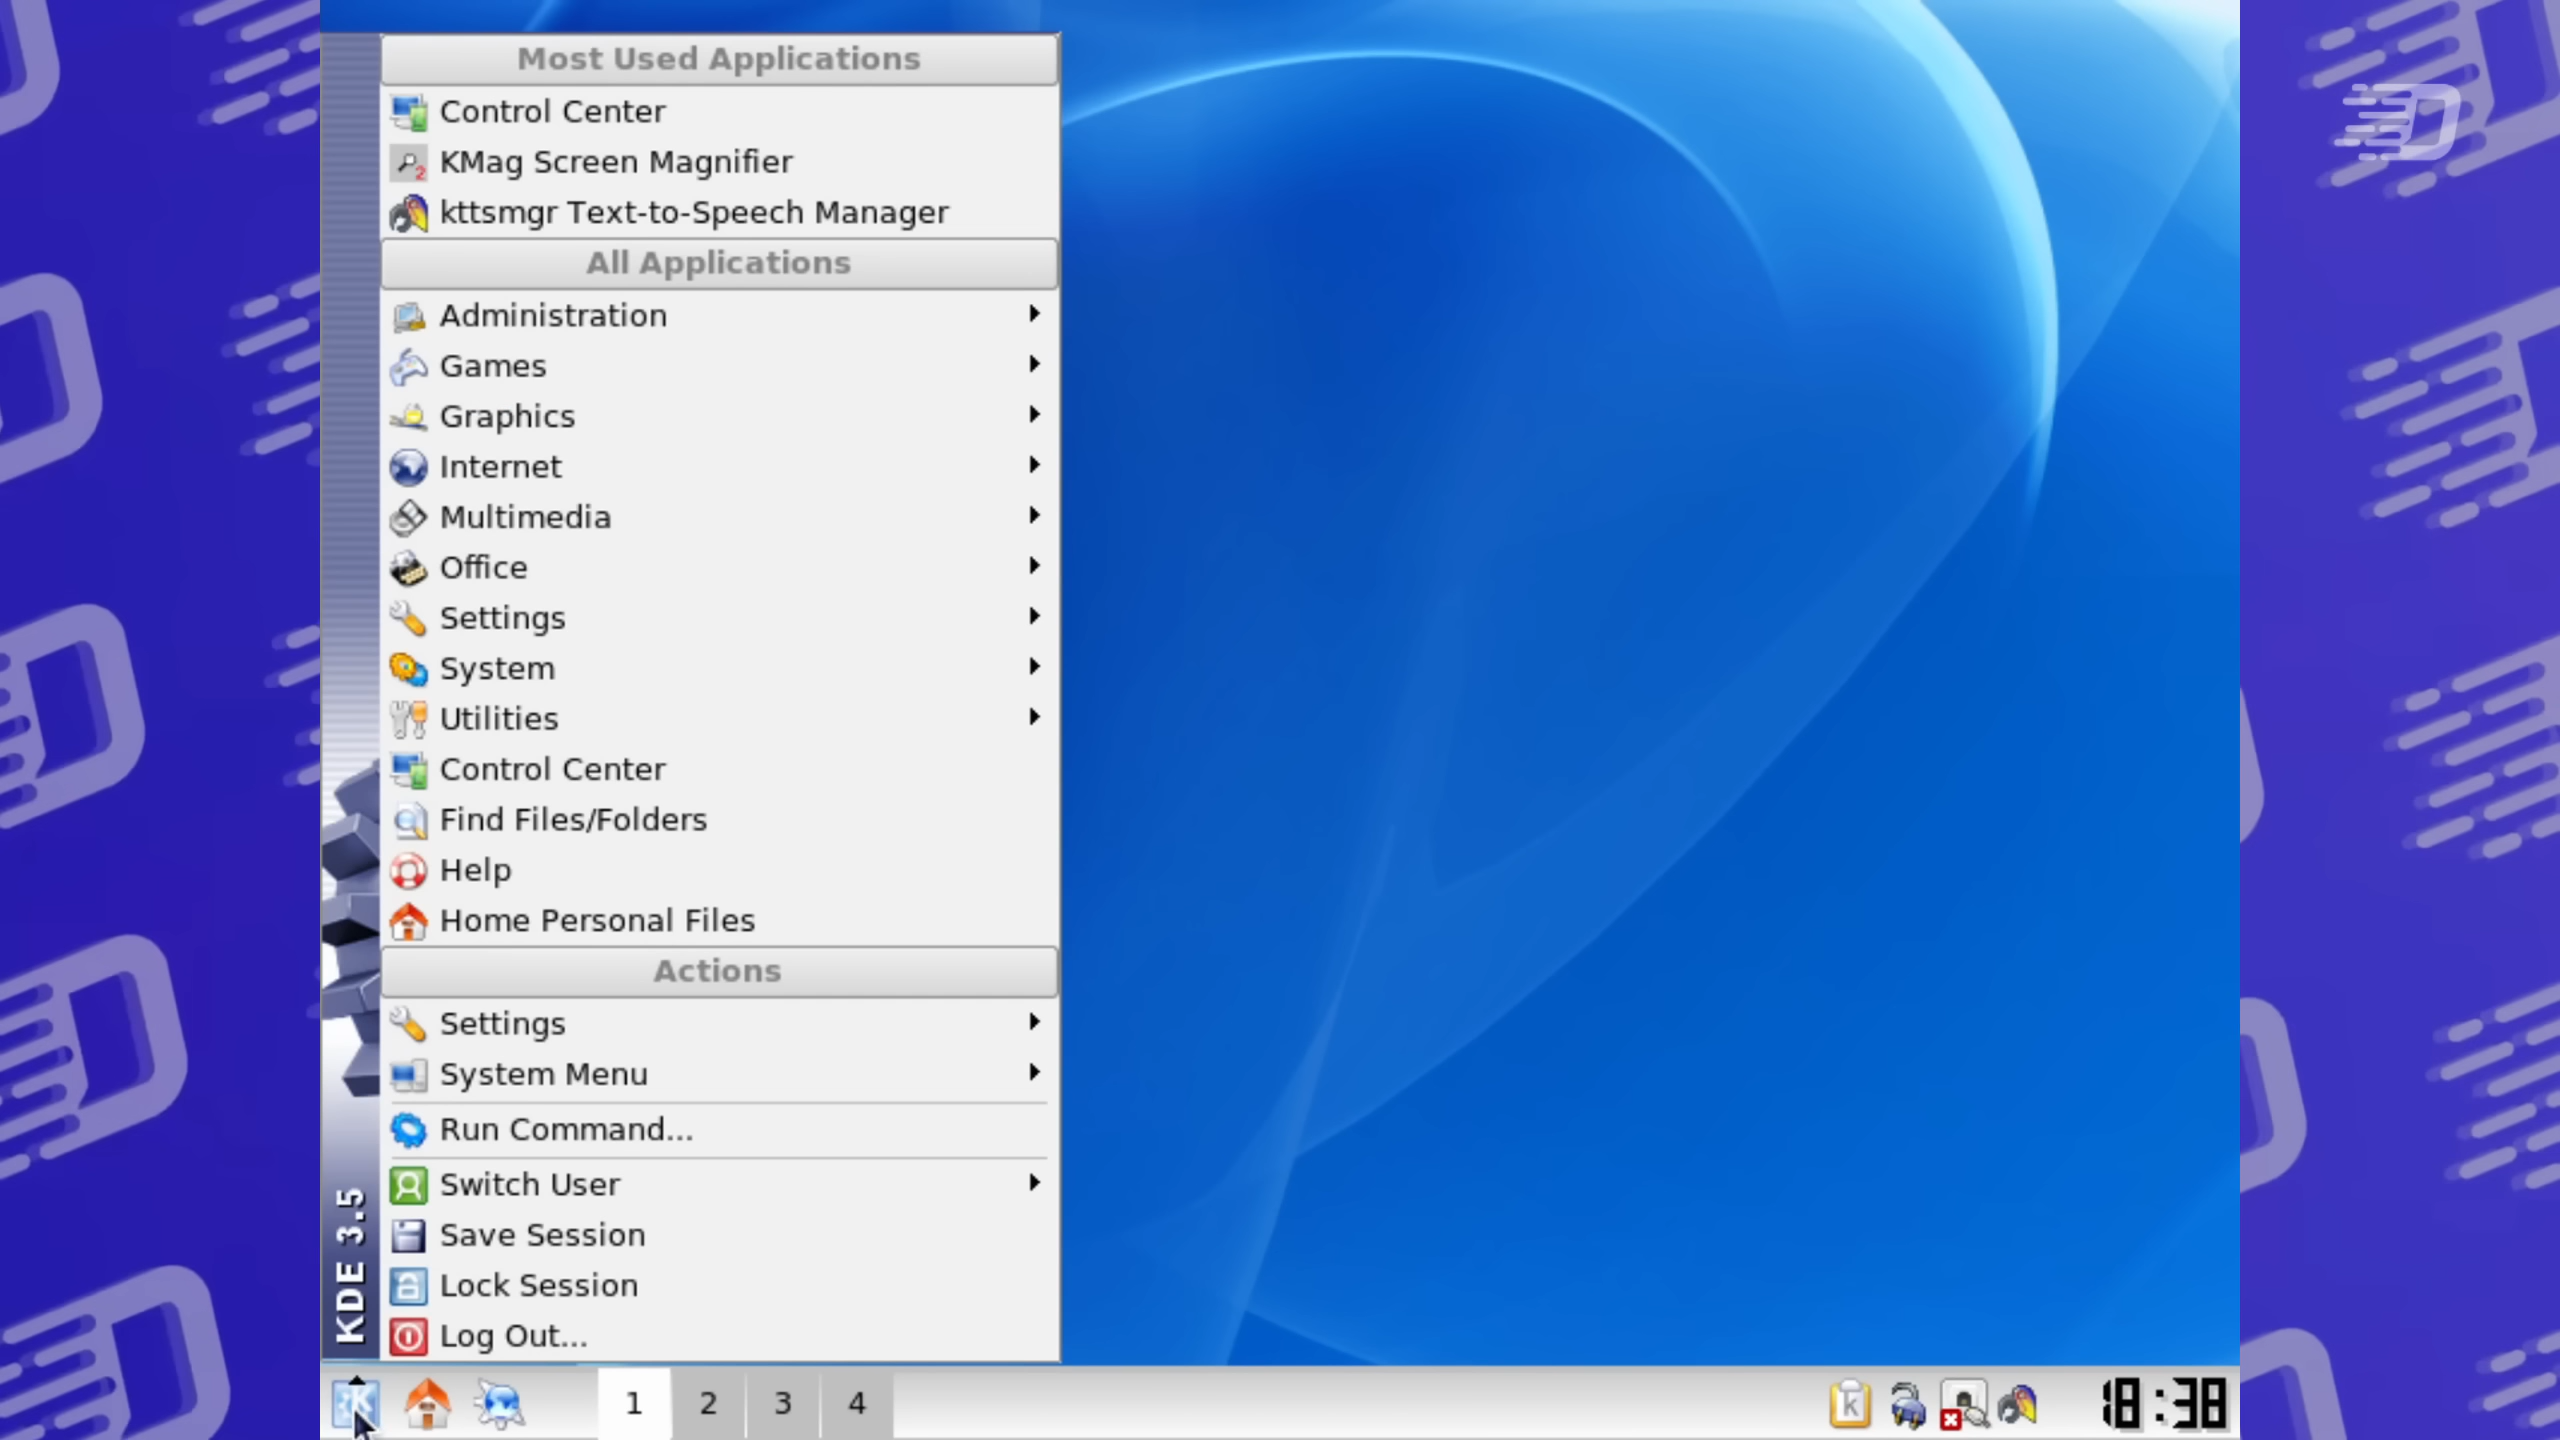 Most Used Applications
Control Center
KMag Screen Magnifier
kttsmgr Text-to-Speech Manager
All Applications
Administration
Games
Graphics
Internet
Multimedia
Office
Settings
System
Utilities
Control Center
Find Files/Folders
Help
Home Personal Files
Actions
Settings
System Menu
Run Command...
Switch User
Save Session
Lock Session
Log Out...
KDE 3.5
1 2 3 4
18:38